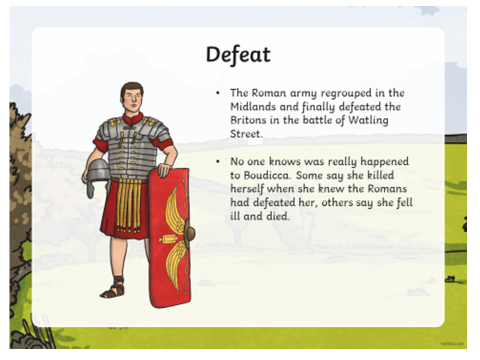 Defeat
• The Roman army regrouped in the
Midlands and finally defeated the
Britons in the battle of Watling
Street.
• No one knows was really happened
to Boudicca. Some say she killed
herself when she knew the Romans
had defeated her, others say she fell
ill and died.